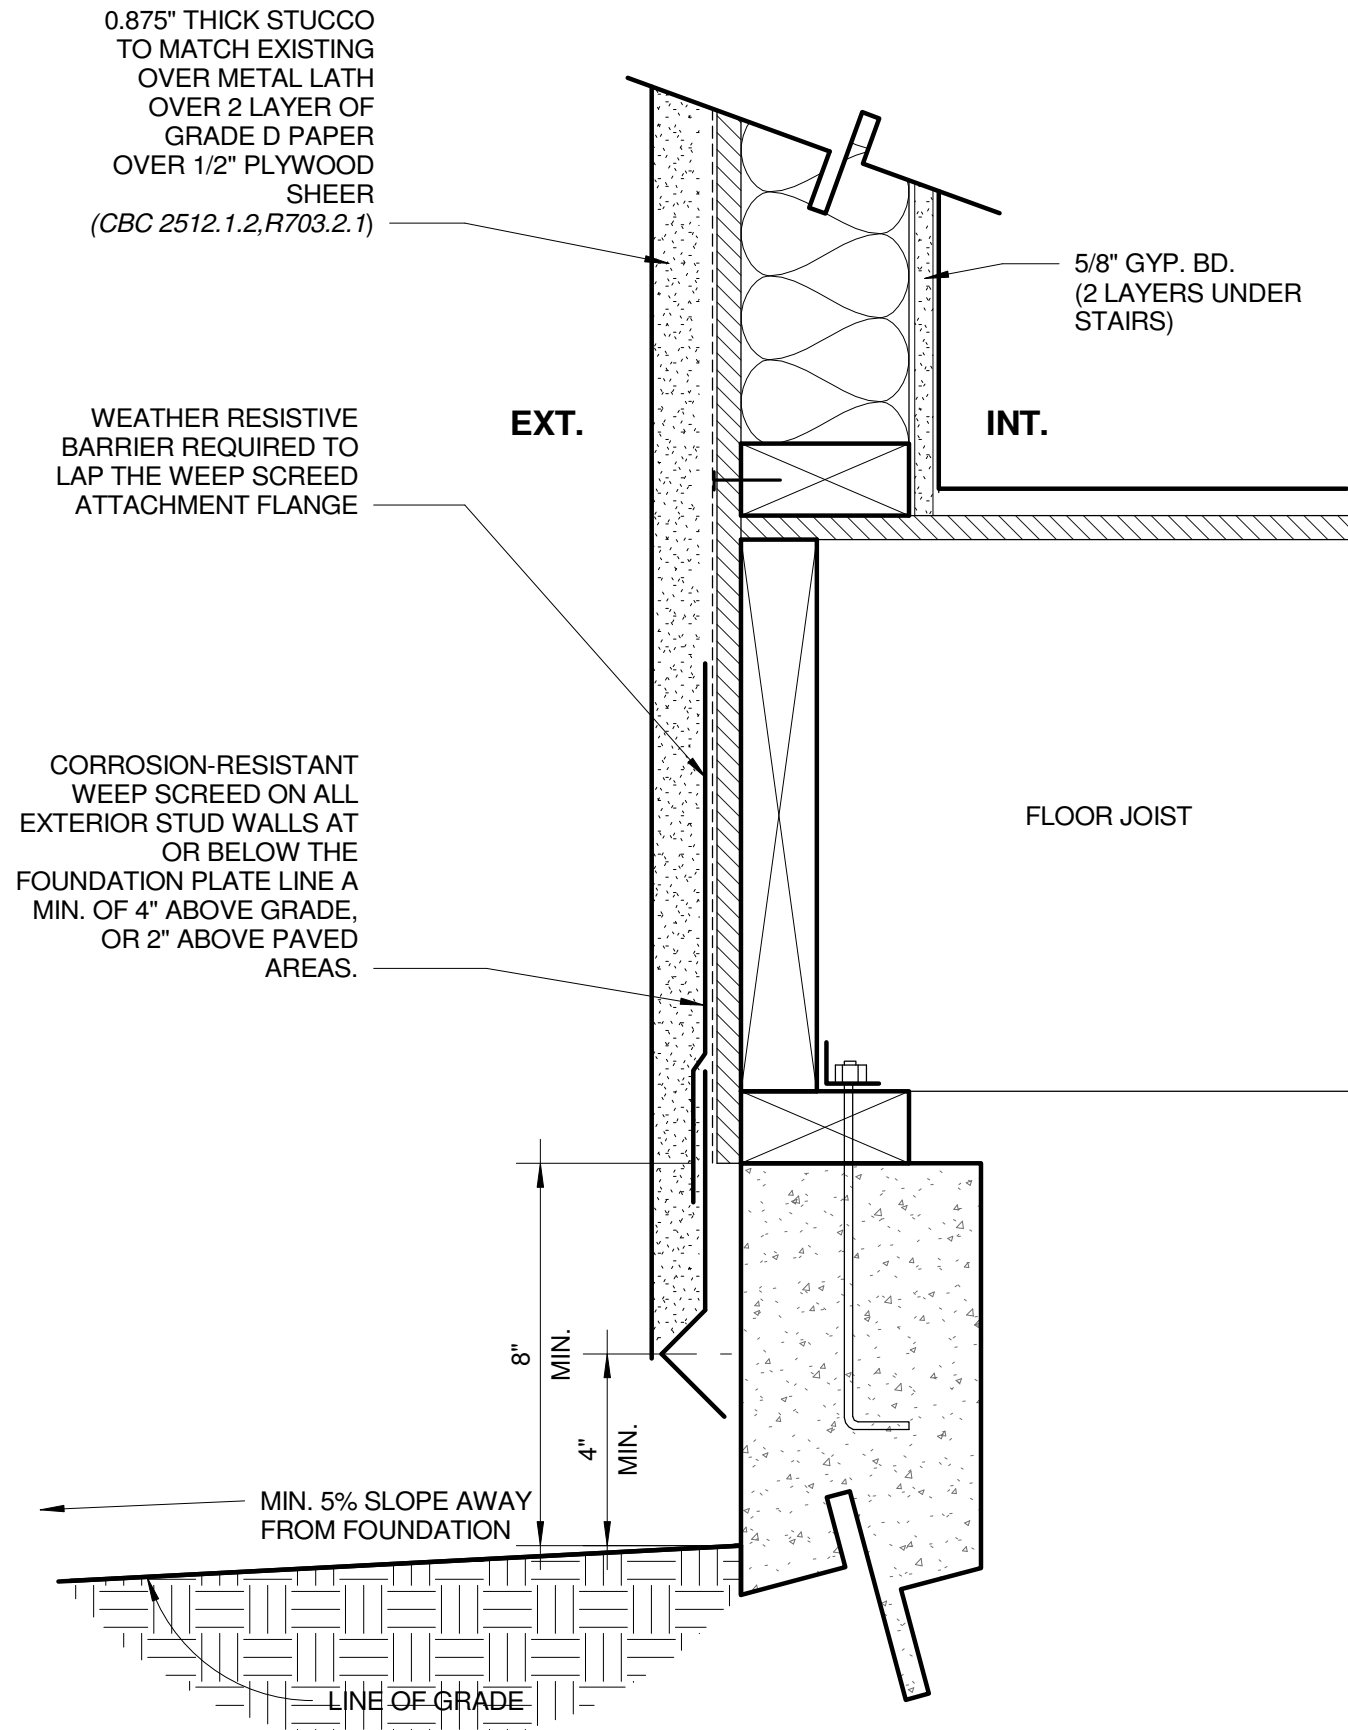 0.875" THICK STUCCO
TO MATCH EXISTING
OVER METAL LATH
OVER 2 LAYER OF
GRADE D PAPER
OVER 1/2" PLYWOOD
SHEER
(CBC 2512.1.2,R703.2.1)
5/8" GYP. BD.
(2 LAYERS UNDER
STAIRS)
WEATHER RESISTIVE
BARRIER REQUIRED TO
LAP THE WEEP SCREED
ATTACHMENT FLANGE
EXT.
INT.
CORROSION-RESISTANT
WEEP SCREED ON ALL
EXTERIOR STUD WALLS AT
OR BELOW THE
FOUNDATION PLATE LINE A
MIN. OF 4" ABOVE GRADE,
OR 2" ABOVE PAVED
AREAS.
FLOOR JOIST
8"
MIN.
4"
MIN.
MIN. 5% SLOPE AWAY
FROM FOUNDATION
LINE OF GRADE